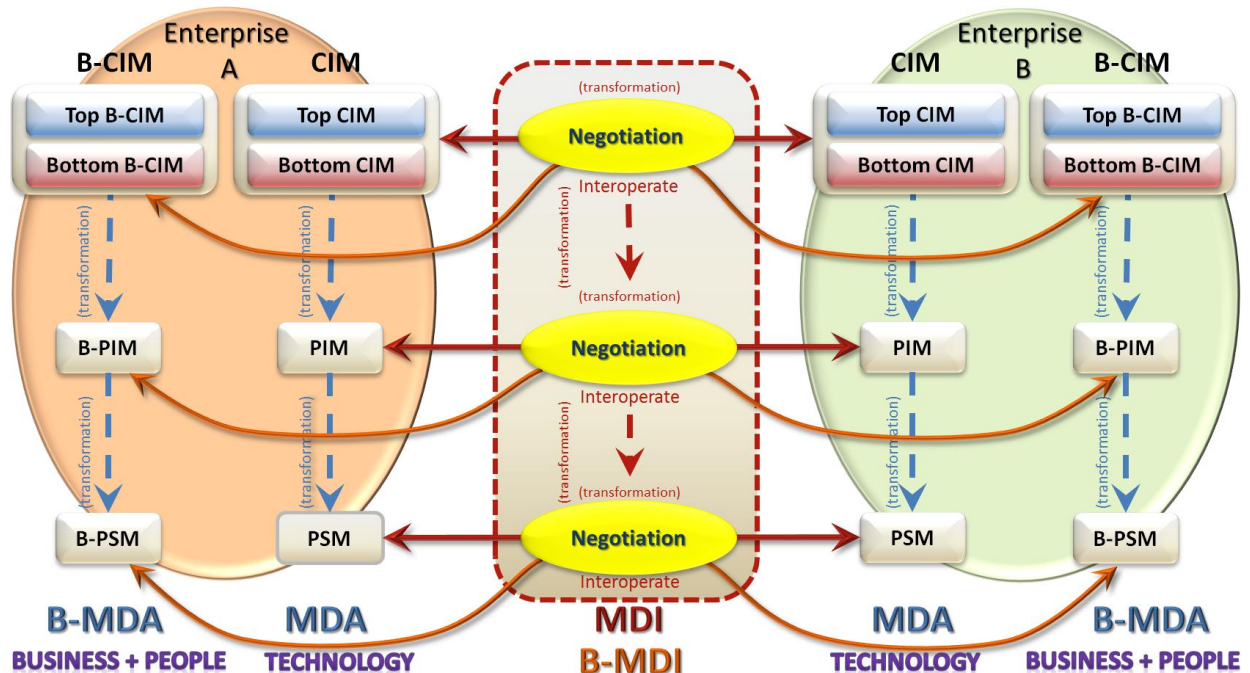 Enterprise
A
B-CIM
CIM
Top B-CIM
Bottom B-CIM
Top CIM
Bottom CIM
(transformation)
(transformation)
B-PIM
PIM
(transformation)
(transformation)
B-PSM
PSM
B-MDA
BUSINESS + PEOPLE
MDA
TECHNOLOGY
(transformation)
Negotiation
Interoperate
(transformation)
(transformation)
Negotiation
Interoperate
(transformation)
(transformation)
Negotiation
Interoperate
MDI
B-MDI
Enterprise
B
CIM
B-CIM
Top CIM
Bottom CIM
Top B-CIM
Bottom B-CIM
(transformation)
(transformation)
PIM
B-PIM
(transformation)
(transformation)
PSM
B-PSM
MDA
TECHNOLOGY
B-MDA
BUSINESS + PEOPLE